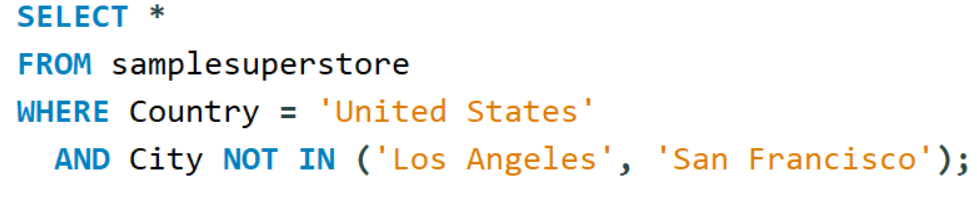 SELECT *
FROM samplesuperstore
WHERE Country = 'United States'
  AND City NOT IN ('Los Angeles', 'San Francisco');